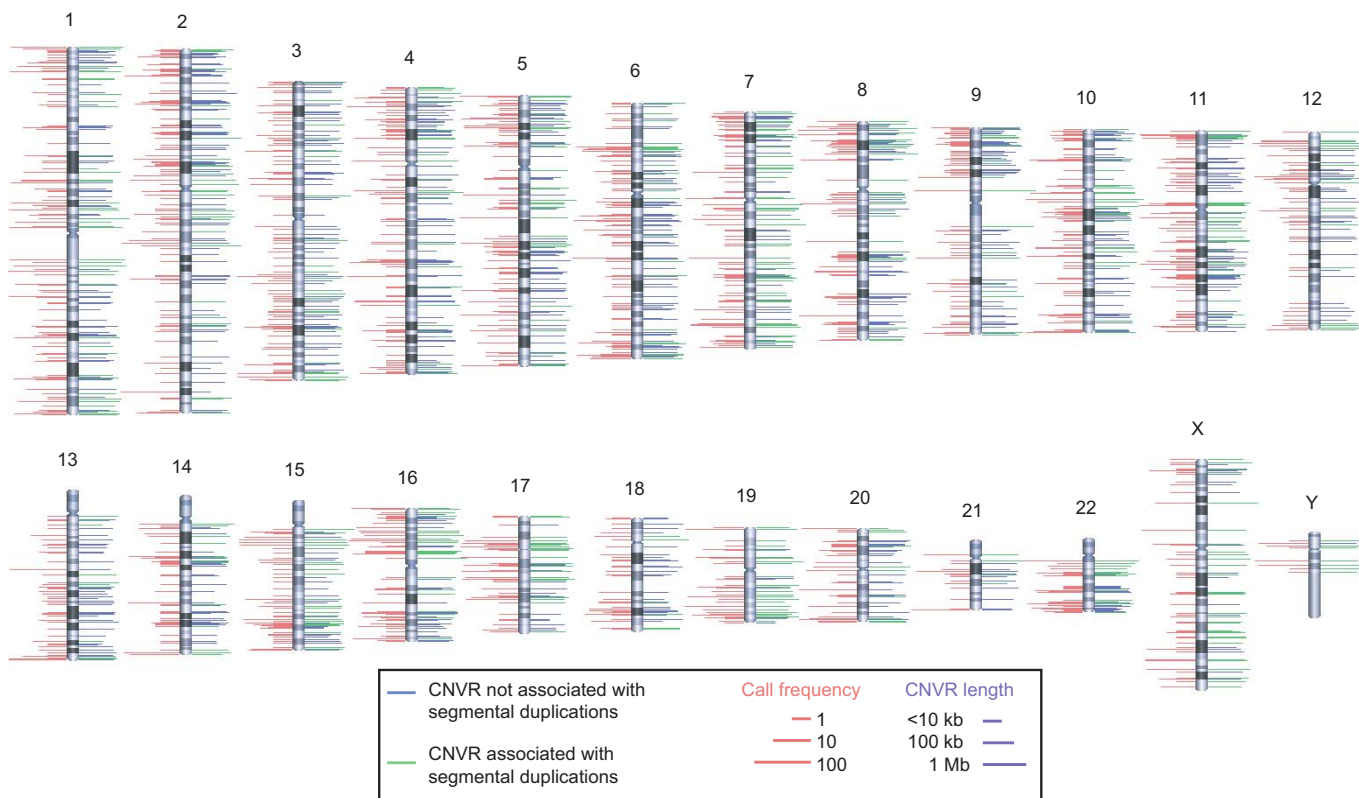 1
2
3
4
5
6
7
8
9
10
11
12
13
14
15
16
17
18
19
20
21
22
X
Y
CNVR not associated with
segmental duplications
CNVR associated with
segmental duplications
Call frequency
1
10
100
CNVR length
<10 kb
100 kb
1 Mb